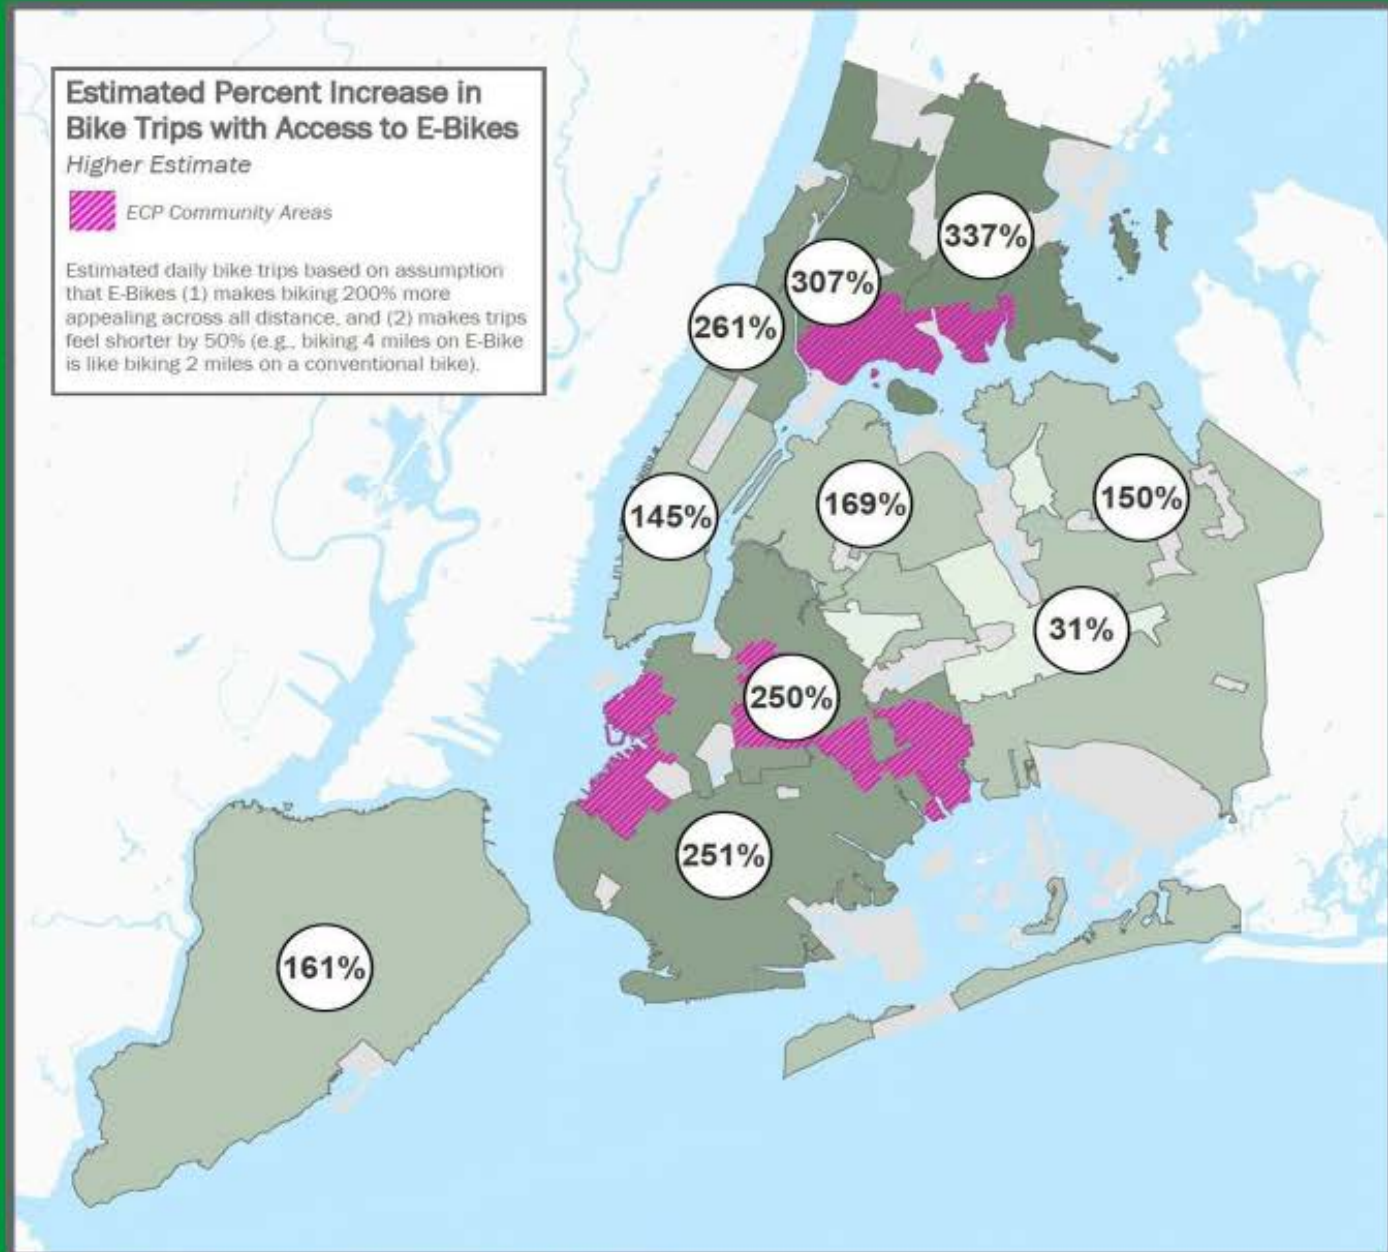 Estimated Percent Increase in
Bike Trips with Access to E-Bikes
Higher Estimate
ECP Community Areas
Estimated daily bike trips based on assumption
that E-Bikes (1) makes biking 200% more
appealing across all distance, and (2) makes trips
feel shorter by 50% (e.g., biking 4 miles on E-Bike
is like biking 2 miles on a conventional bike).
337%
307%
261%
145%
169%
150%
31%
250%
251%
161%